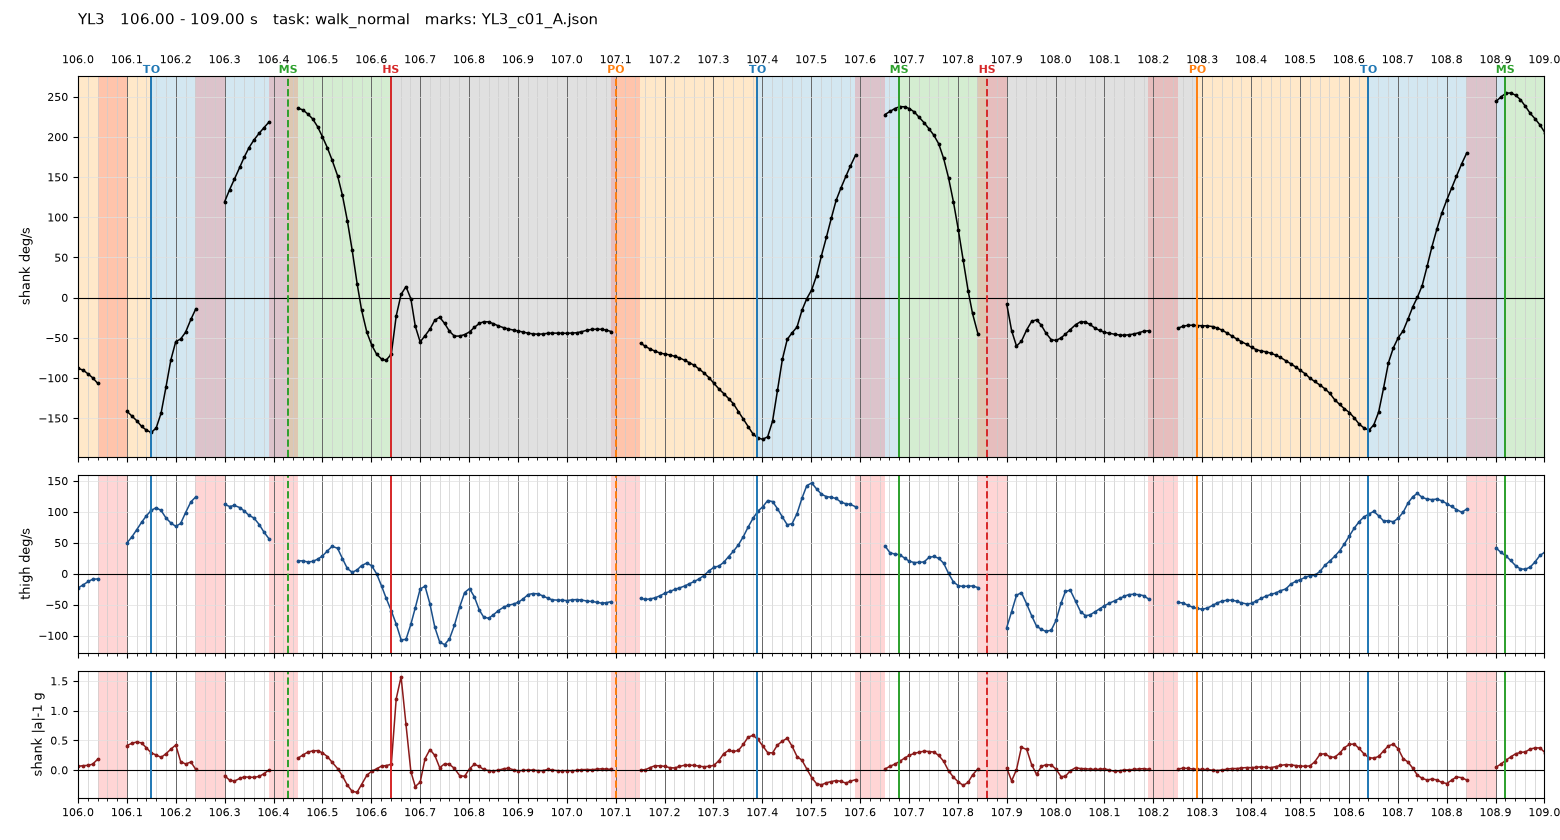 YL3   106.00 - 109.00 s   task: walk_normal   marks: YL3_c01_A.json
106.0 106.1 106.2 106.3 106.4 106.5 106.6 106.7 106.8 106.9 107.0 107.1 107.2 107.3 107.4 107.5 107.6 107.7 107.8 107.9 108.0 108.1 108.2 108.3 108.4 108.5 108.6 108.7 108.8 108.9 109.0
TO MS HS PO TO MS HS PO TO MS
250
200
150
100
50
0
−50
−100
−150
shank deg/s
150
100
50
0
−50
−100
thigh deg/s
1.5
1.0
0.5
0.0
shank |a|-1 g
106.0 106.1 106.2 106.3 106.4 106.5 106.6 106.7 106.8 106.9 107.0 107.1 107.2 107.3 107.4 107.5 107.6 107.7 107.8 107.9 108.0 108.1 108.2 108.3 108.4 108.5 108.6 108.7 108.8 108.9 109.0